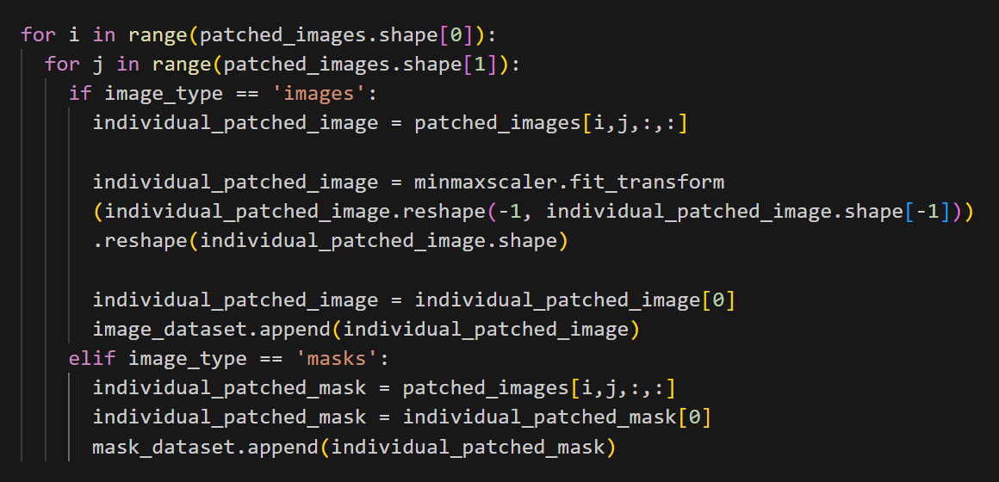 for i in range(patched_images.shape[0]):
  for j in range(patched_images.shape[1]):
    if image_type == 'images':
      individual_patched_image = patched_images[i,j,:,:]

      individual_patched_image = minmaxscaler.fit_transform
      (individual_patched_image.reshape(-1, individual_patched_image.shape[-1]))
      .reshape(individual_patched_image.shape)

      individual_patched_image = individual_patched_image[0]
      image_dataset.append(individual_patched_image)
    elif image_type == 'masks':
      individual_patched_mask = patched_images[i,j,:,:]
      individual_patched_mask = individual_patched_mask[0]
      mask_dataset.append(individual_patched_mask)